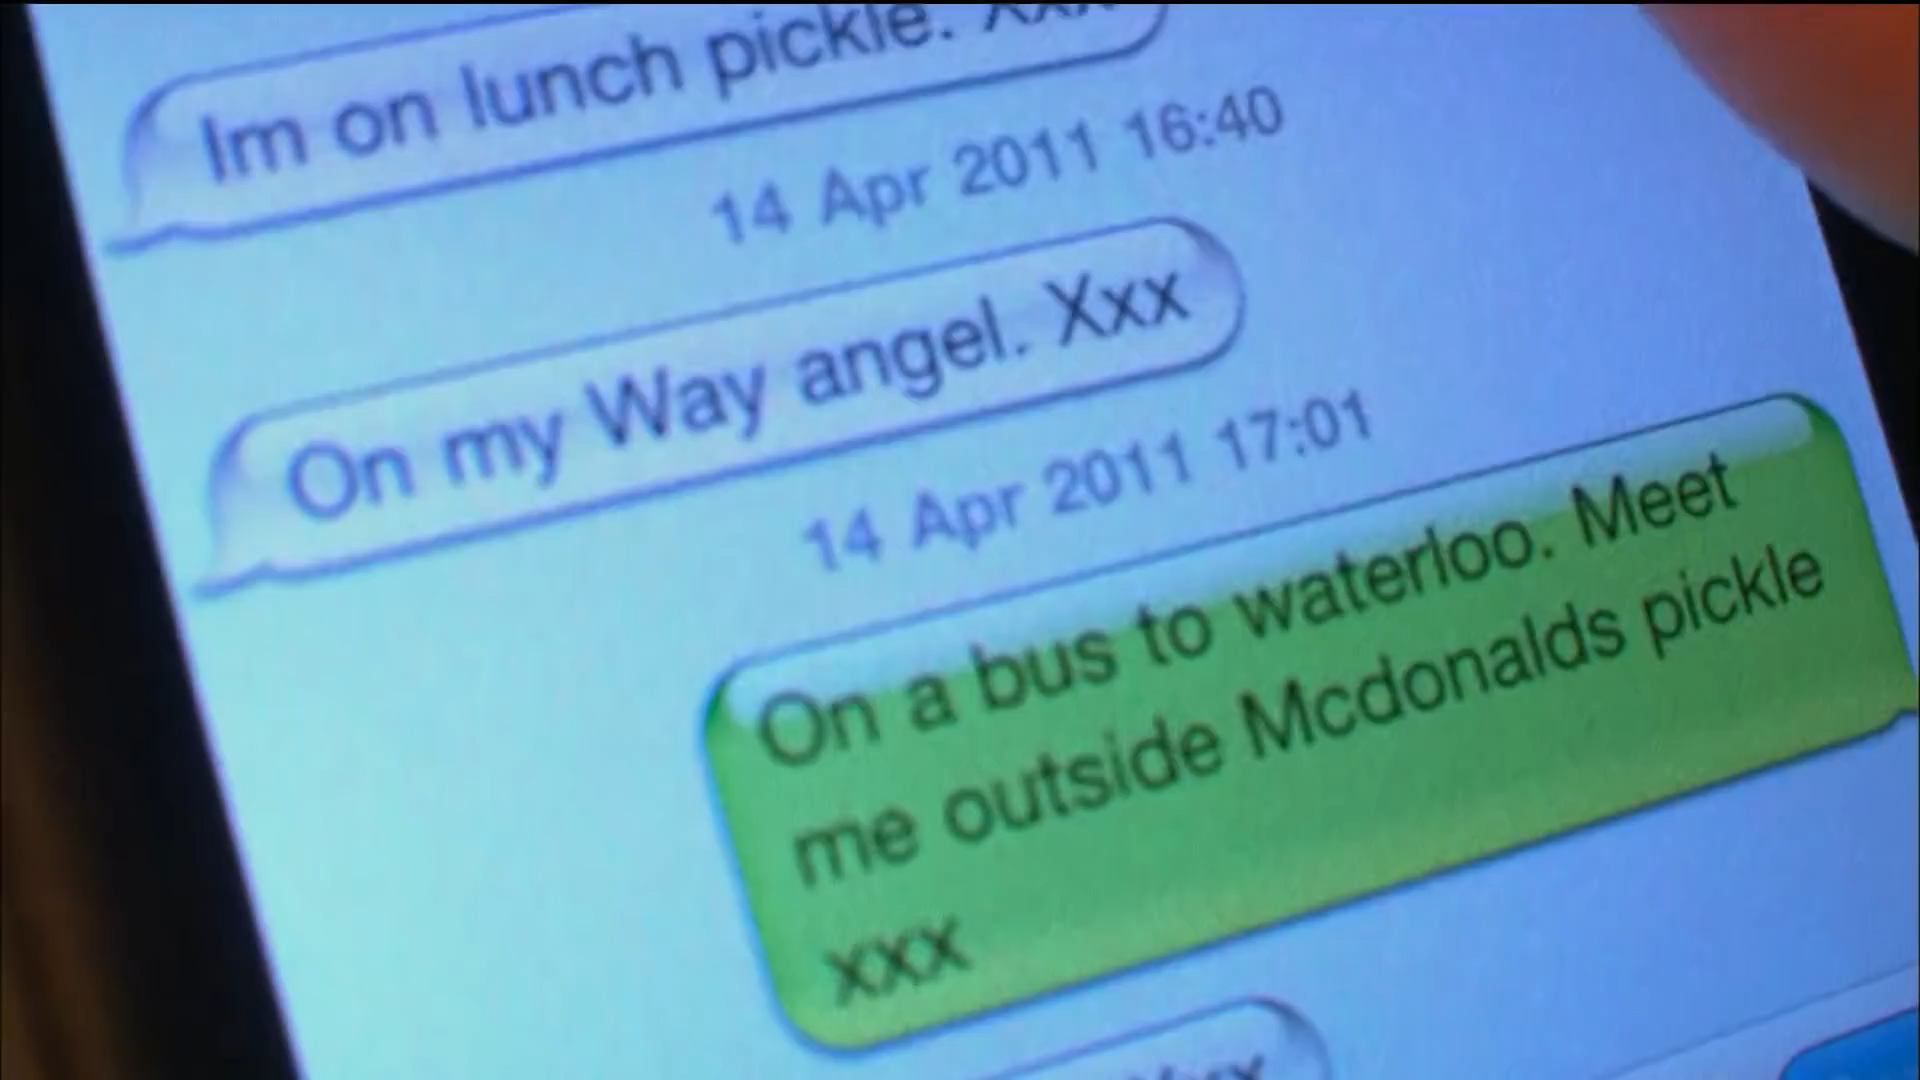 Im on lunch pickle. Xxx
14 Apr 2011 16:40
On my Way angel. Xxx
14 Apr 2011 17:01
On a bus to waterloo. Meet
me outside Mcdonalds pickle
xxx